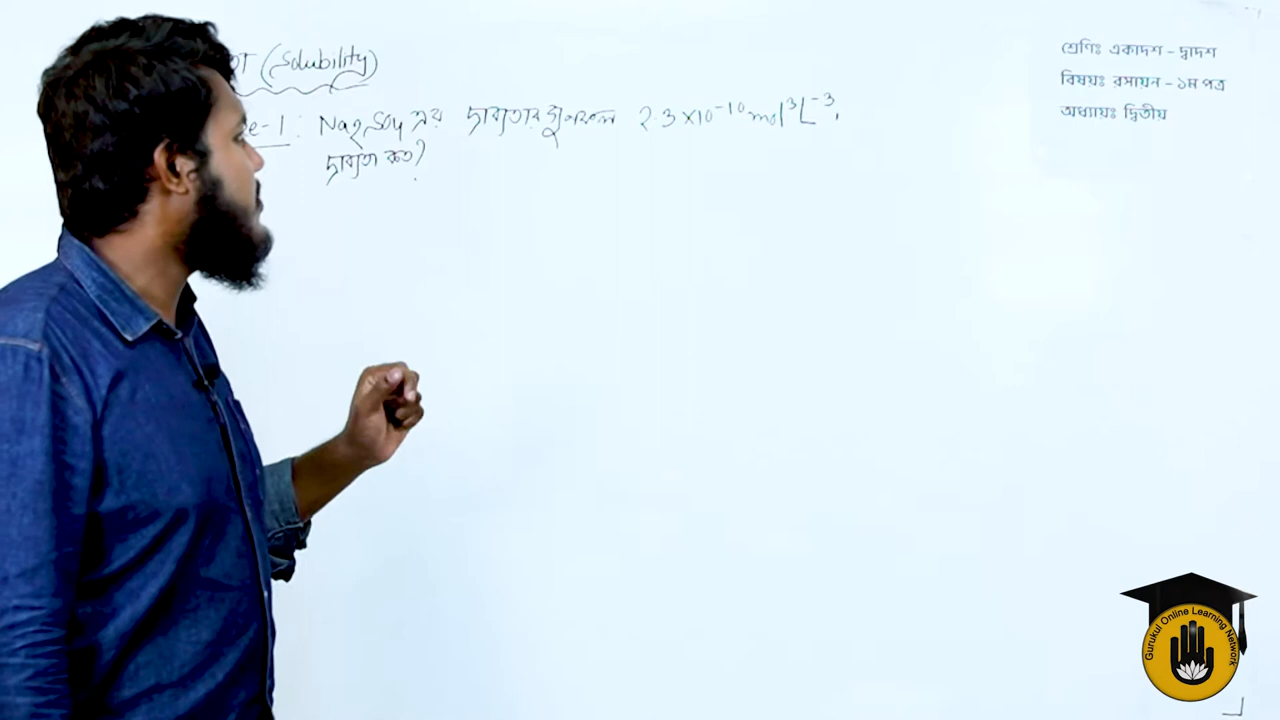 (Solubility)
e-1: Na2SO4 এর দ্রাব্যতার গুণফল 2.3×10⁻¹⁰ mol³L⁻³,
দ্রাব্যতা কত?
শ্রেণিঃ একাদশ - দ্বাদশ
বিষয়ঃ রসায়ন - ১ম পত্র
অধ্যায়ঃ দ্বিতীয়
Gurukul Online Learning Network